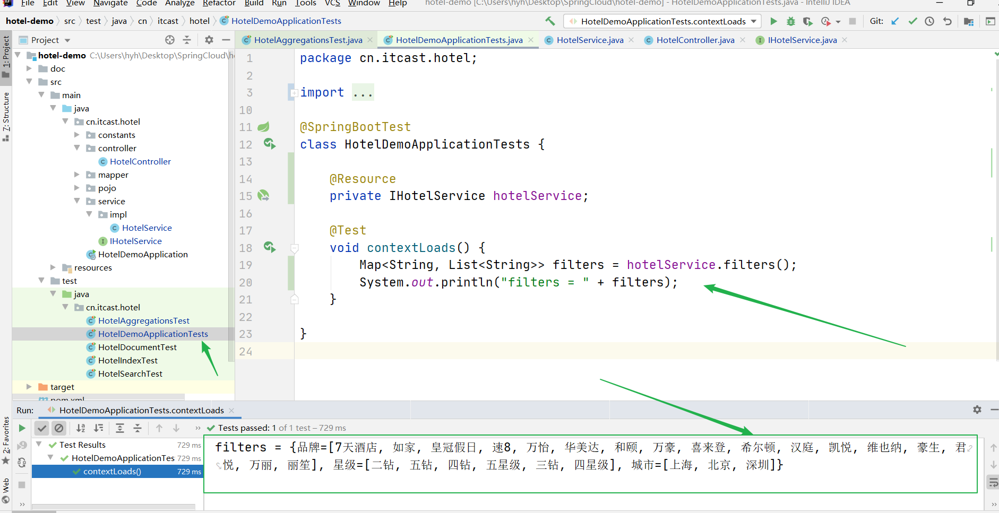 File Edit View Navigate Code Analyze Refactor Build Run Tools VCS Window Help hotel-demo [C:\Users\hyh\Desktop\SpringCloud\hotel-demo] - HotelDemoApplicationTests.java - IntelliJ IDEA
hotel-demo src test java cn itcast hotel HotelDemoApplicationTests HotelDemoApplicationTests.contextLoads Git:
Project HotelAggregationsTest.java HotelDemoApplicationTests.java HotelService.java HotelController.java IHotelService.java
1: Project
7: Structure
2: Favorites
Web
hotel-demo C:\Users\hyh\Desktop\SpringCloud\h
doc
src
main
java
cn.itcast.hotel
constants
controller
HotelController
mapper
pojo
service
impl
HotelService
IHotelService
HotelDemoApplication
resources
test
java
cn.itcast.hotel
HotelAggregationsTest
HotelDemoApplicationTests
HotelDocumentTest
HotelIndexTest
HotelSearchTest
target
pom.xml
1 package cn.itcast.hotel;
2
3 import ...
10
11 @SpringBootTest
12 class HotelDemoApplicationTests {
13
14 @Resource
15 private IHotelService hotelService;
16
17 @Test
18 void contextLoads() {
19 Map<String, List<String>> filters = hotelService.filters();
20 System.out.println("filters = " + filters);
21 }
22
23 }
24
Run: HotelDemoApplicationTests.contextLoads
Tests passed: 1 of 1 test – 729 ms
Test Results 729 ms
HotelDemoApplicationTes 729 ms
contextLoads() 729 ms
filters = {品牌=[7天酒店, 如家, 皇冠假日, 速8, 万怡, 华美达, 和颐, 万豪, 喜来登, 希尔顿, 汉庭, 凯悦, 维也纳, 豪生, 君
悦, 万丽, 丽笙], 星级=[二钻, 五钻, 四钻, 五星级, 三钻, 四星级], 城市=[上海, 北京, 深圳]}